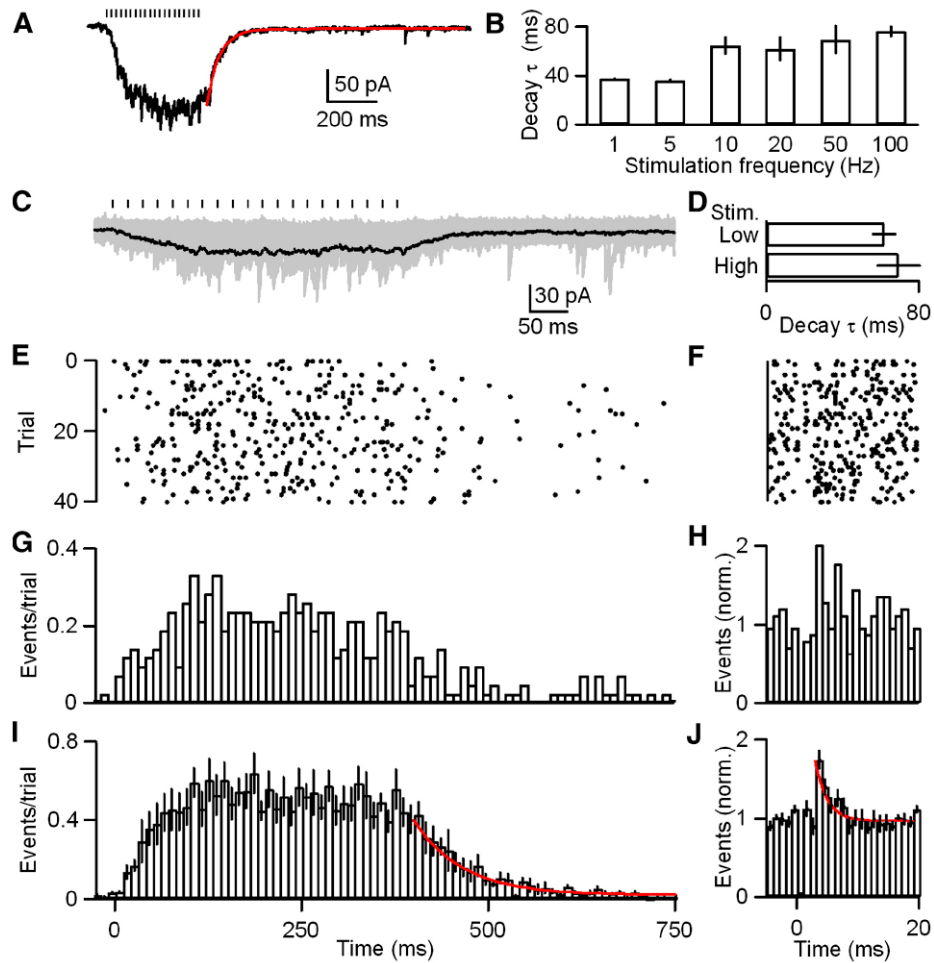 A
50 pA
200 ms
B
Decay τ (ms)
80
40
0
1 5 10 20 50 100
Stimulation frequency (Hz)
C
30 pA
50 ms
D
Stim.
Low
High
0 80
Decay τ (ms)
E
Trial
0
20
40
F
G
Events/trial
0.4
0.2
0
H
Events (norm.)
2
1
0
I
Events/trial
0.8
0.4
0
0 250 500 750
Time (ms)
J
Events (norm.)
2
1
0
0 20
Time (ms)